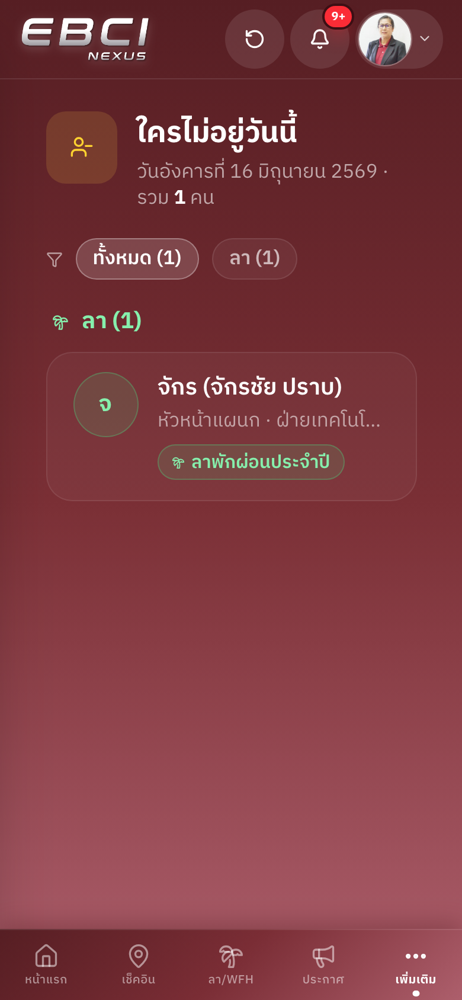 EBCI
NEXUS
9+
ใครไม่อยู่วันนี้
วันอังคารที่ 16 มิถุนายน 2569 ·
รวม 1 คน
ทั้งหมด (1)
ลา (1)
ลา (1)
จ
จักร (จักรชัย ปราบ)
หัวหน้าแผนก · ฝ่ายเทคโนโ...
ลาพักผ่อนประจำปี
หน้าแรก
เช็คอิน
ลา/WFH
ประกาศ
เพิ่มเติม